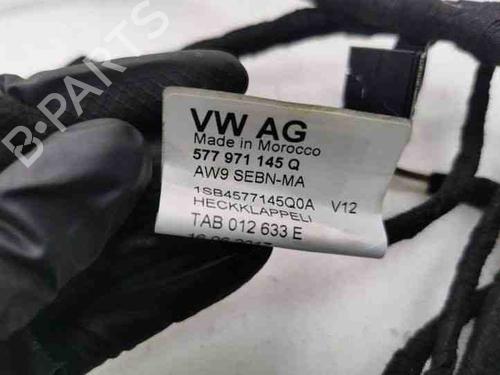 VW AG
Made in Morocco
577 971 145 Q
AW9 SEBN-MA
1SB4577145Q0A V12
HECKKLAPPELI
TAB 012 633 E
B-PARTS